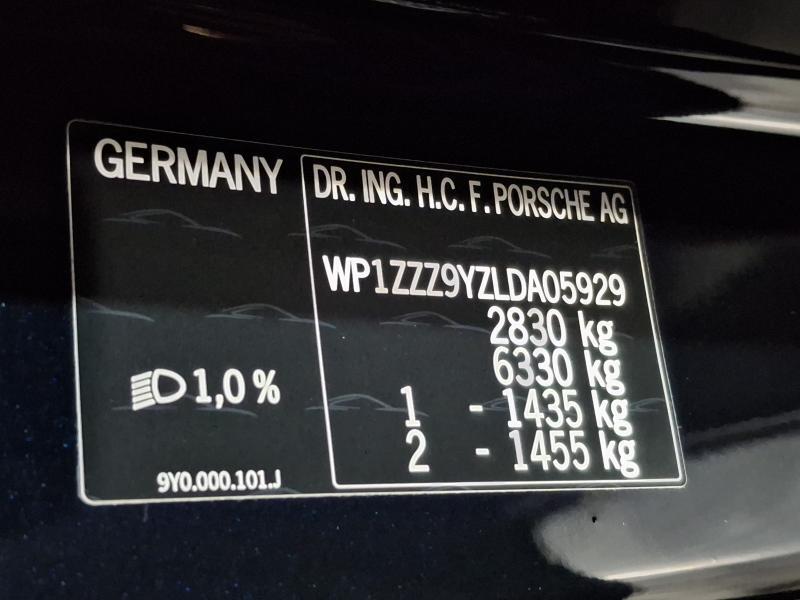 GERMANY
DR. ING. H.C. F. PORSCHE AG
WP1ZZZ9YZLDA05929
2830 kg
6330 kg
1 - 1435 kg
2 - 1455 kg
1,0 %
9Y0.000.101.J